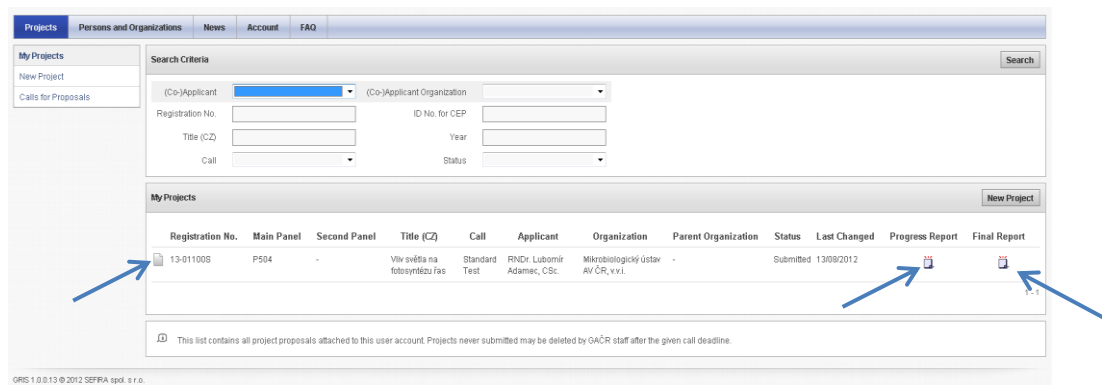 Projects Persons and Organizations News Account FAQ
My Projects
New Project
Calls for Proposals
Search Criteria Search
(Co-)Applicant (Co-)Applicant Organization
Registration No. ID No. for CEP
Title (CZ) Year
Call Status
My Projects New Project
Registration No. Main Panel Second Panel Title (CZ) Call Applicant Organization Parent Organization Status Last Changed Progress Report Final Report
13-01100S P504 - Vliv světla na Standard RNDr. Lubomír Mikrobiologický ústav - Submitted 13/08/2012
fotosyntézu řas Test Adamec, CSc. AV ČR, v.v.i.
1 - 1
This list contains all project proposals attached to this user account. Projects never submitted may be deleted by GAČR staff after the given call deadline.
GRIS 1.0.0.13 © 2012 SEFIRA spol. s r.o.